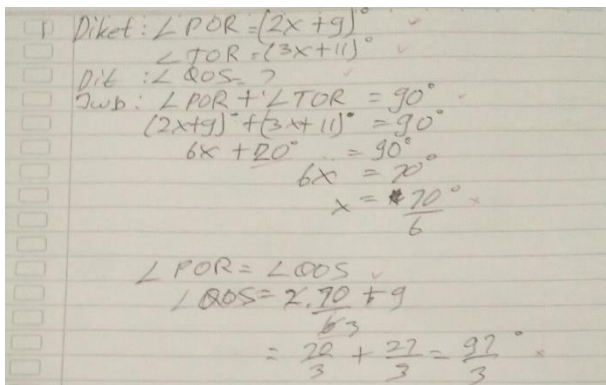 1 Diket : ∠ POR = (2x + 9)°
∠ TOR = (3x + 11)°
Dit : ∠ QOS = ?
Jwb : ∠ POR + ∠ TOR = 90°
(2x+9)° + (3x + 11)° = 90°
6x + 20° = 90°
6x = 70°
x = 70°/6
∠ POR = ∠ QOS
∠ QOS = 2. 70/6 3 + 9
= 70/3 + 27/3 = 97°/3